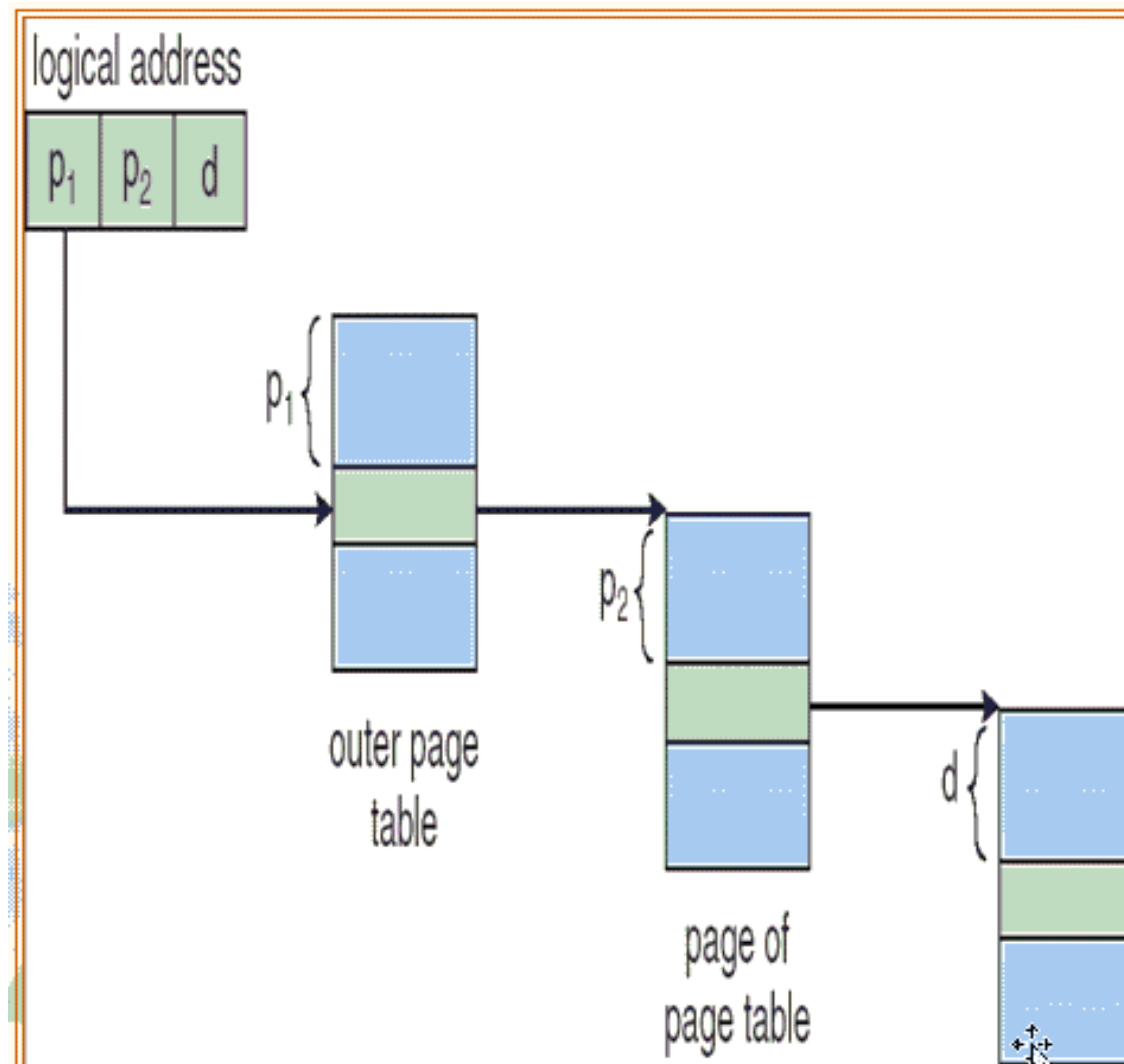 logical address
p₁ p₂ d
p₁
p₂
outer page
table
d
page of
page table